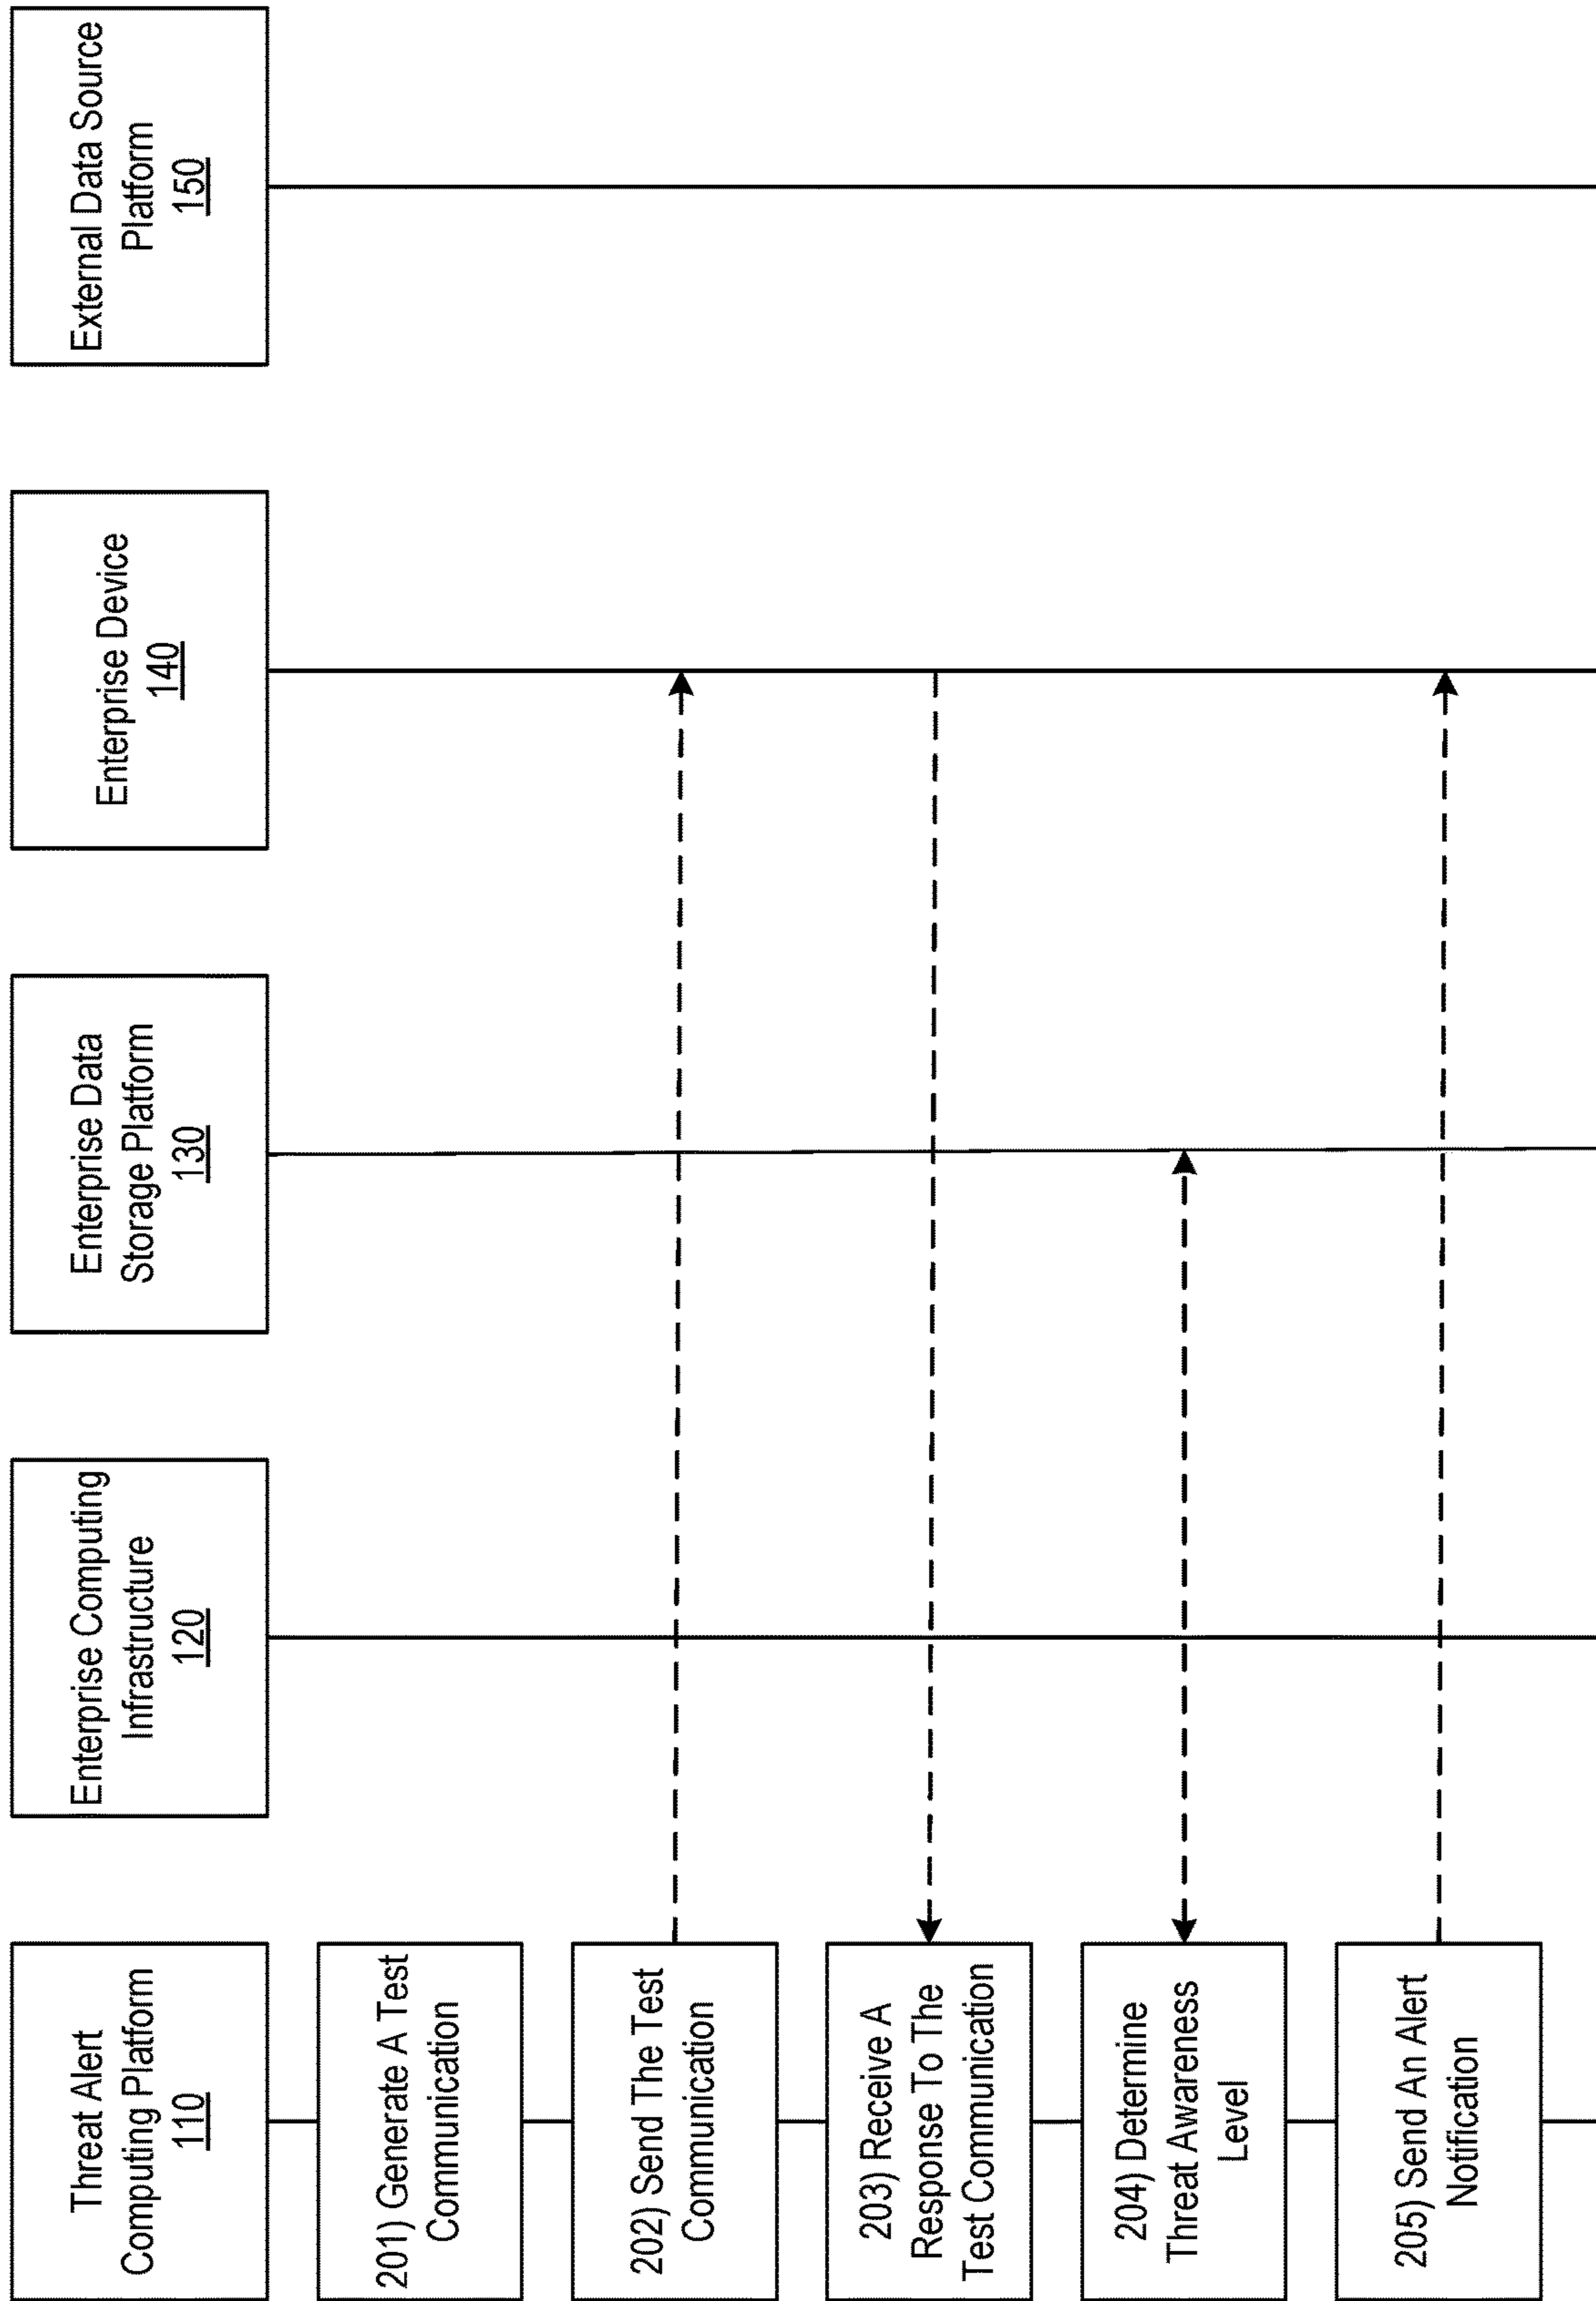 Threat Alert
Computing Platform
110
Enterprise Computing
Infrastructure
120
Enterprise Data
Storage Platform
130
Enterprise Device
140
External Data Source
Platform
150
201) Generate A Test
Communication
202) Send The Test
Communication
203) Receive A
Response To The
Test Communication
204) Determine
Threat Awareness
Level
205) Send An Alert
Notification